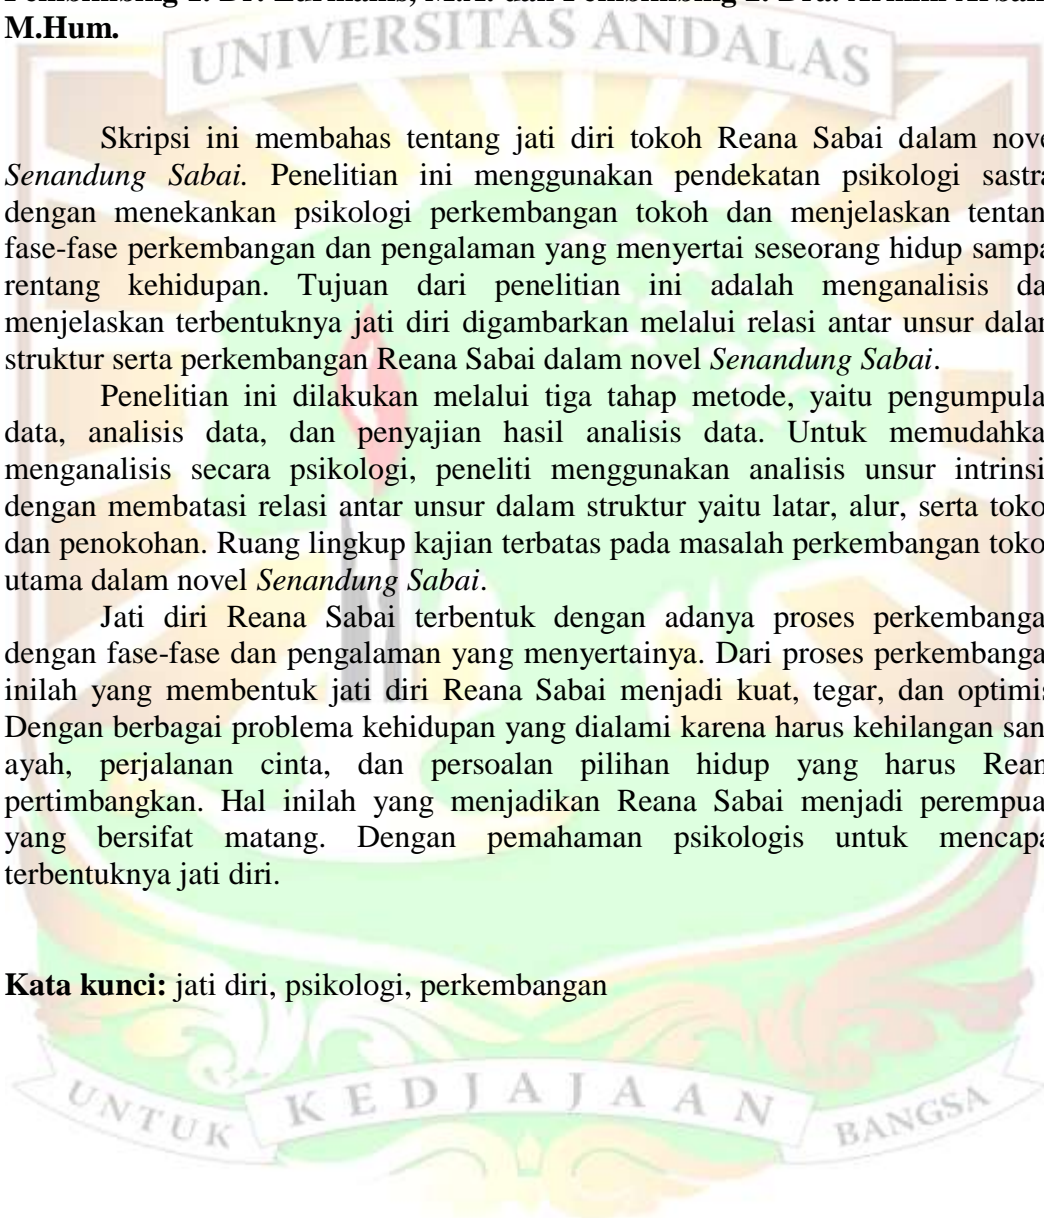 M.Hum.
UNIVERSITAS ANDALAS
Skripsi ini membahas tentang jati diri tokoh Reana Sabai dalam nove
Senandung Sabai. Penelitian ini menggunakan pendekatan psikologi sastra
dengan menekankan psikologi perkembangan tokoh dan menjelaskan tentan
fase-fase perkembangan dan pengalaman yang menyertai seseorang hidup sampa
rentang kehidupan. Tujuan dari penelitian ini adalah menganalisis da
menjelaskan terbentuknya jati diri digambarkan melalui relasi antar unsur dalam
struktur serta perkembangan Reana Sabai dalam novel Senandung Sabai.
Penelitian ini dilakukan melalui tiga tahap metode, yaitu pengumpula
data, analisis data, dan penyajian hasil analisis data. Untuk memudahka
menganalisis secara psikologi, peneliti menggunakan analisis unsur intrinsi
dengan membatasi relasi antar unsur dalam struktur yaitu latar, alur, serta toko
dan penokohan. Ruang lingkup kajian terbatas pada masalah perkembangan toko
utama dalam novel Senandung Sabai.
Jati diri Reana Sabai terbentuk dengan adanya proses perkembanga
dengan fase-fase dan pengalaman yang menyertainya. Dari proses perkembanga
inilah yang membentuk jati diri Reana Sabai menjadi kuat, tegar, dan optimis
Dengan berbagai problema kehidupan yang dialami karena harus kehilangan san
ayah, perjalanan cinta, dan persoalan pilihan hidup yang harus Rean
pertimbangkan. Hal inilah yang menjadikan Reana Sabai menjadi perempua
yang bersifat matang. Dengan pemahaman psikologis untuk mencapa
terbentuknya jati diri.
Kata kunci: jati diri, psikologi, perkembangan
UNTUK KEDJAJAAN BANGSA